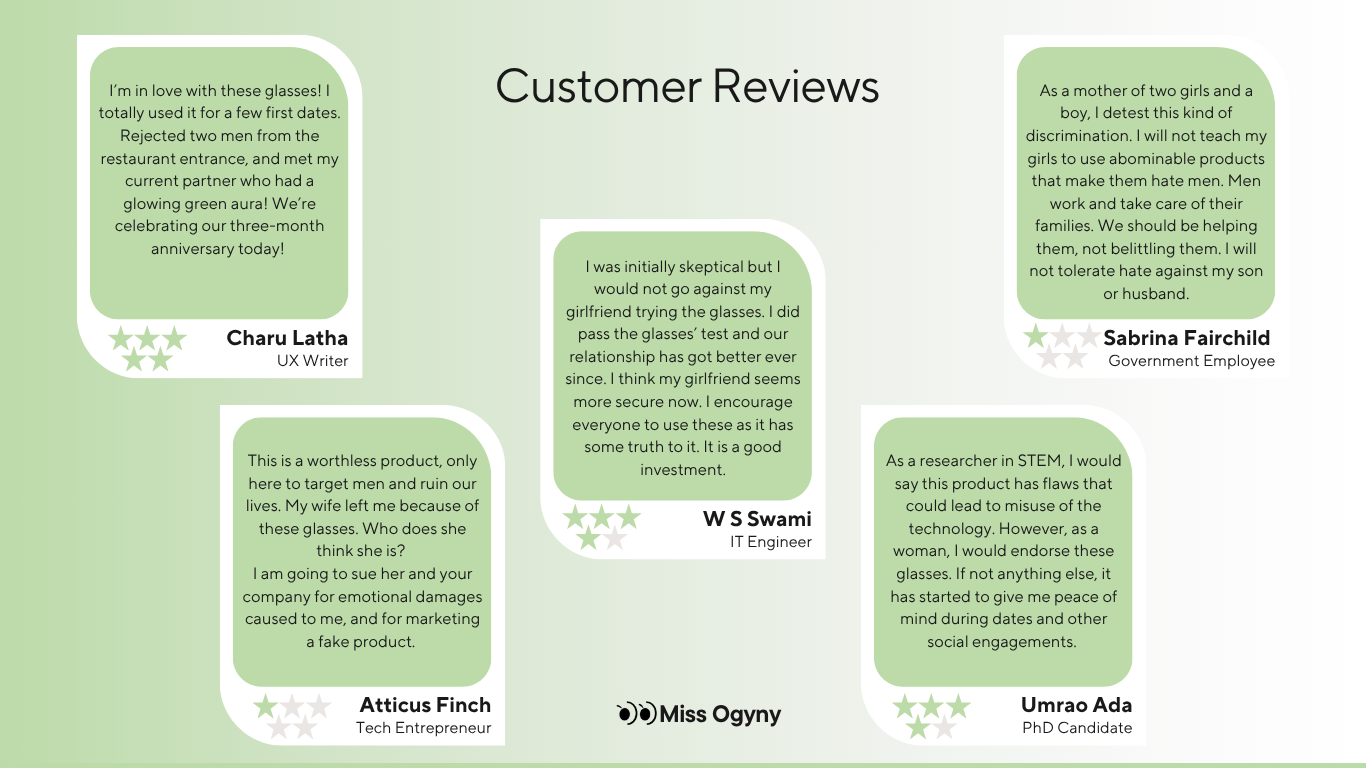 Customer Reviews
I'm in love with these glasses! I
totally used it for a few first dates.
Rejected two men from the
restaurant entrance, and met my
current partner who had a
glowing green aura! We're
celebrating our three-month
anniversary today!
Charu Latha
UX Writer
As a mother of two girls and a
boy, I detest this kind of
discrimination. I will not teach my
girls to use abominable products
that make them hate men. Men
work and take care of their
families. We should be helping
them, not belittling them. I will
not tolerate hate against my son
or husband.
Sabrina Fairchild
Government Employee
I was initially skeptical but I
would not go against my
girlfriend trying the glasses. I did
pass the glasses' test and our
relationship has got better ever
since. I think my girlfriend seems
more secure now. I encourage
everyone to use these as it has
some truth to it. It is a good
investment.
W S Swami
IT Engineer
This is a worthless product, only
here to target men and ruin our
lives. My wife left me because of
these glasses. Who does she
think she is?
I am going to sue her and your
company for emotional damages
caused to me, and for marketing
a fake product.
Atticus Finch
Tech Entrepreneur
As a researcher in STEM, I would
say this product has flaws that
could lead to misuse of the
technology. However, as a
woman, I would endorse these
glasses. If not anything else, it
has started to give me peace of
mind during dates and other
social engagements.
Umrao Ada
PhD Candidate
Miss Ogyny